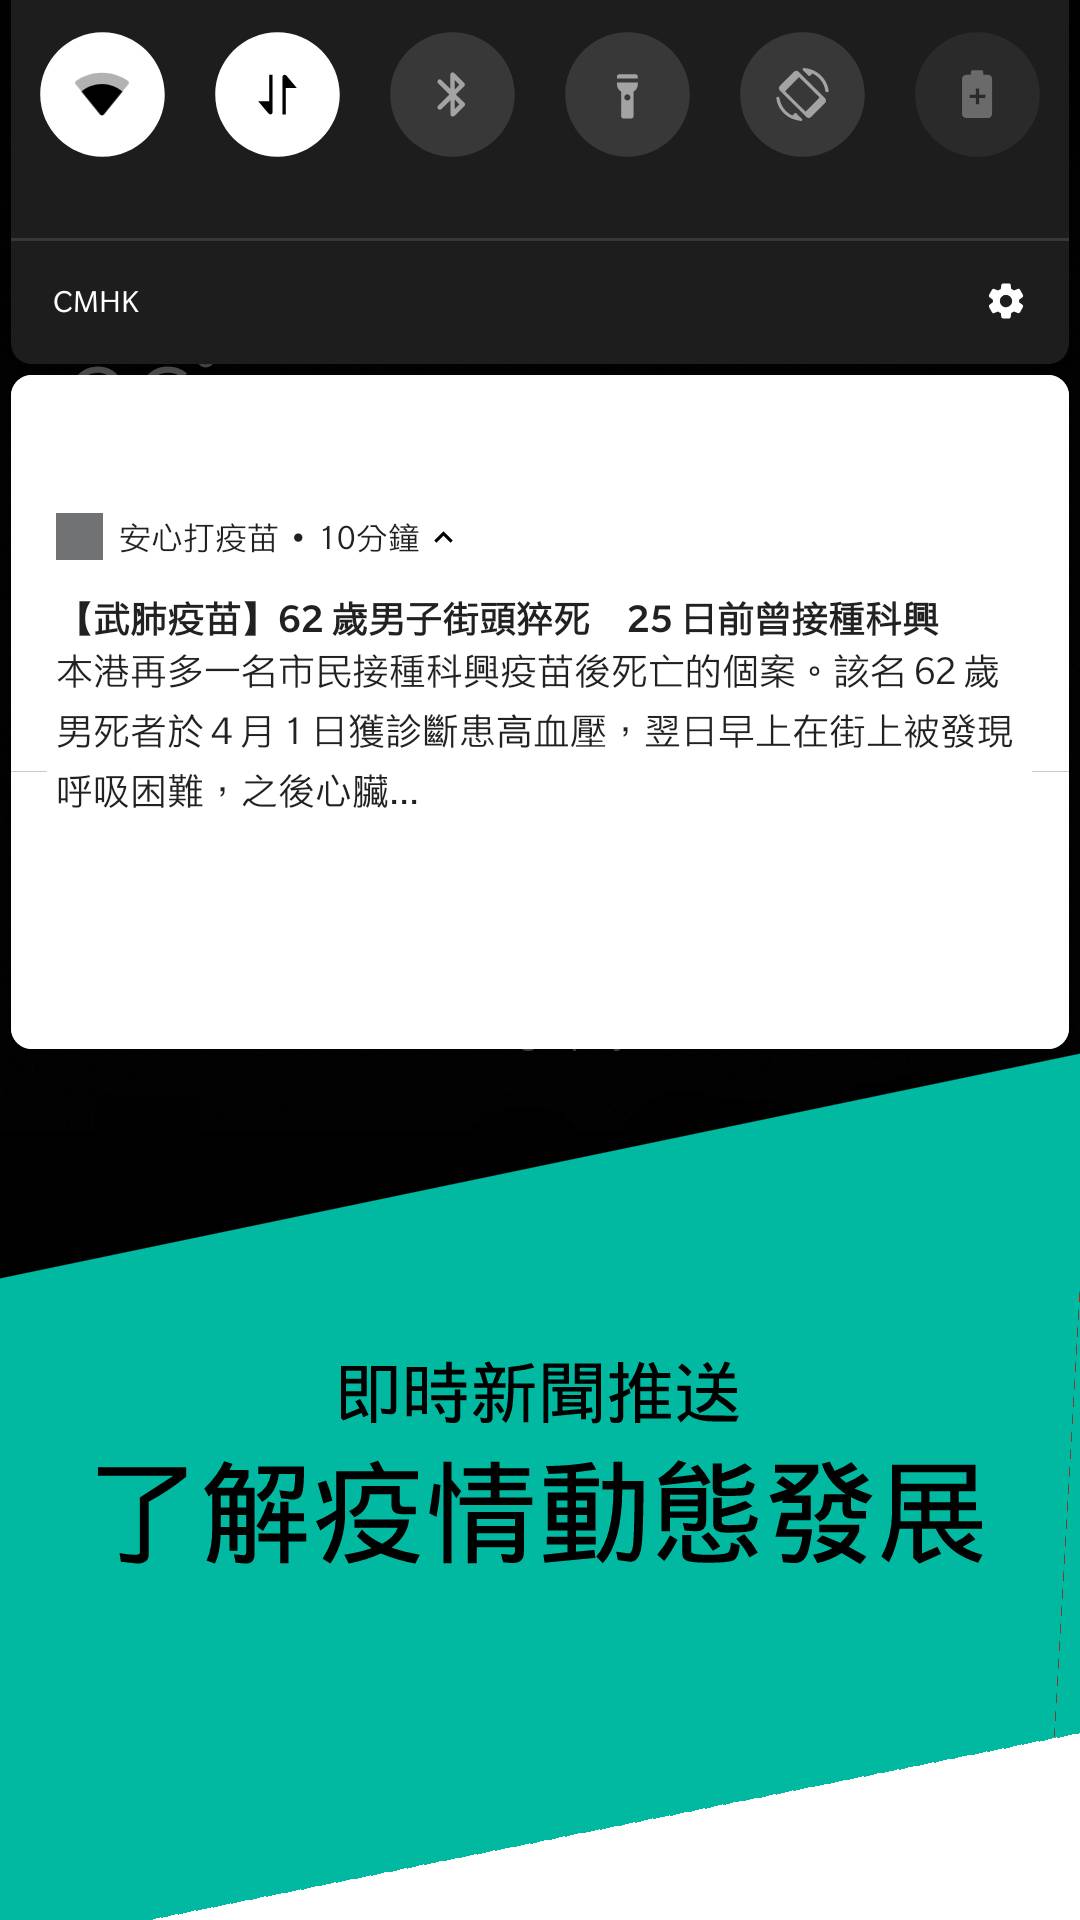 CMHK
安心打疫苗 • 10分鐘
【武肺疫苗】62 歲男子街頭猝死　25 日前曾接種科興
本港再多一名市民接種科興疫苗後死亡的個案。該名 62 歲
男死者於 4 月 1 日獲診斷患高血壓，翌日早上在街上被發現
呼吸困難，之後心臟...
即時新聞推送
了解疫情動態發展